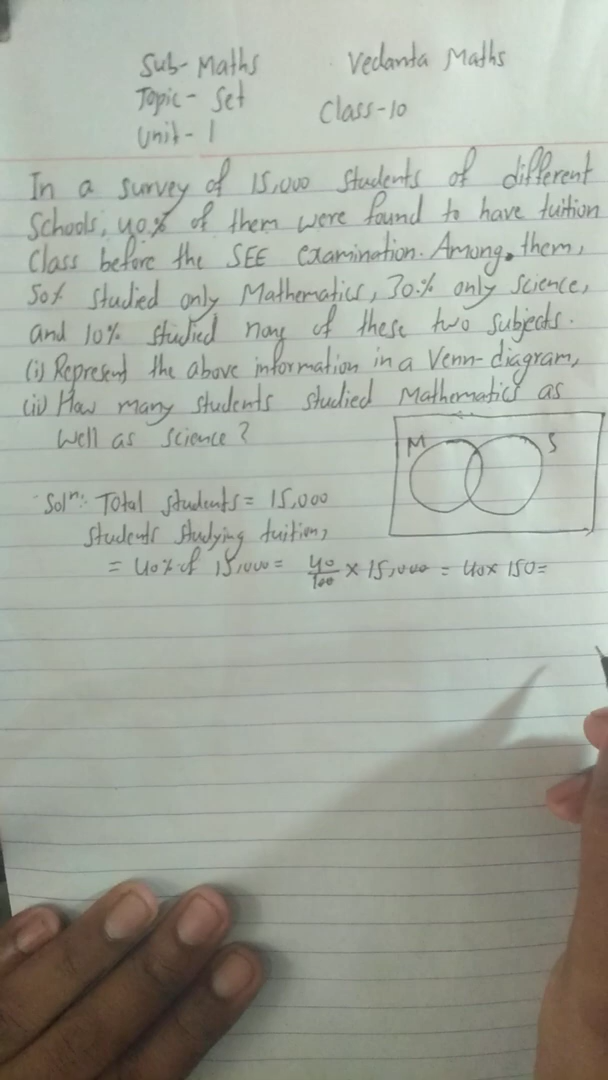 Sub- Maths Vedanta Maths
Topic- Set Class-10
Unit- 1
In a survey of 15,000 students of different
Schools, 40% of them were found to have tuition
Class before the SEE examination. Among them,
50% studied only Mathematics, 30% only science,
and 10% studied none of these two subjects.
(i) Represent the above information in a Venn-diagram,
(ii) How many students studied Mathematics as
well as science?
M S
Solⁿ: Total students = 15,000
students studying tuition,
= 40% of 15,000 = 40/100 × 15,000 = 40× 150=